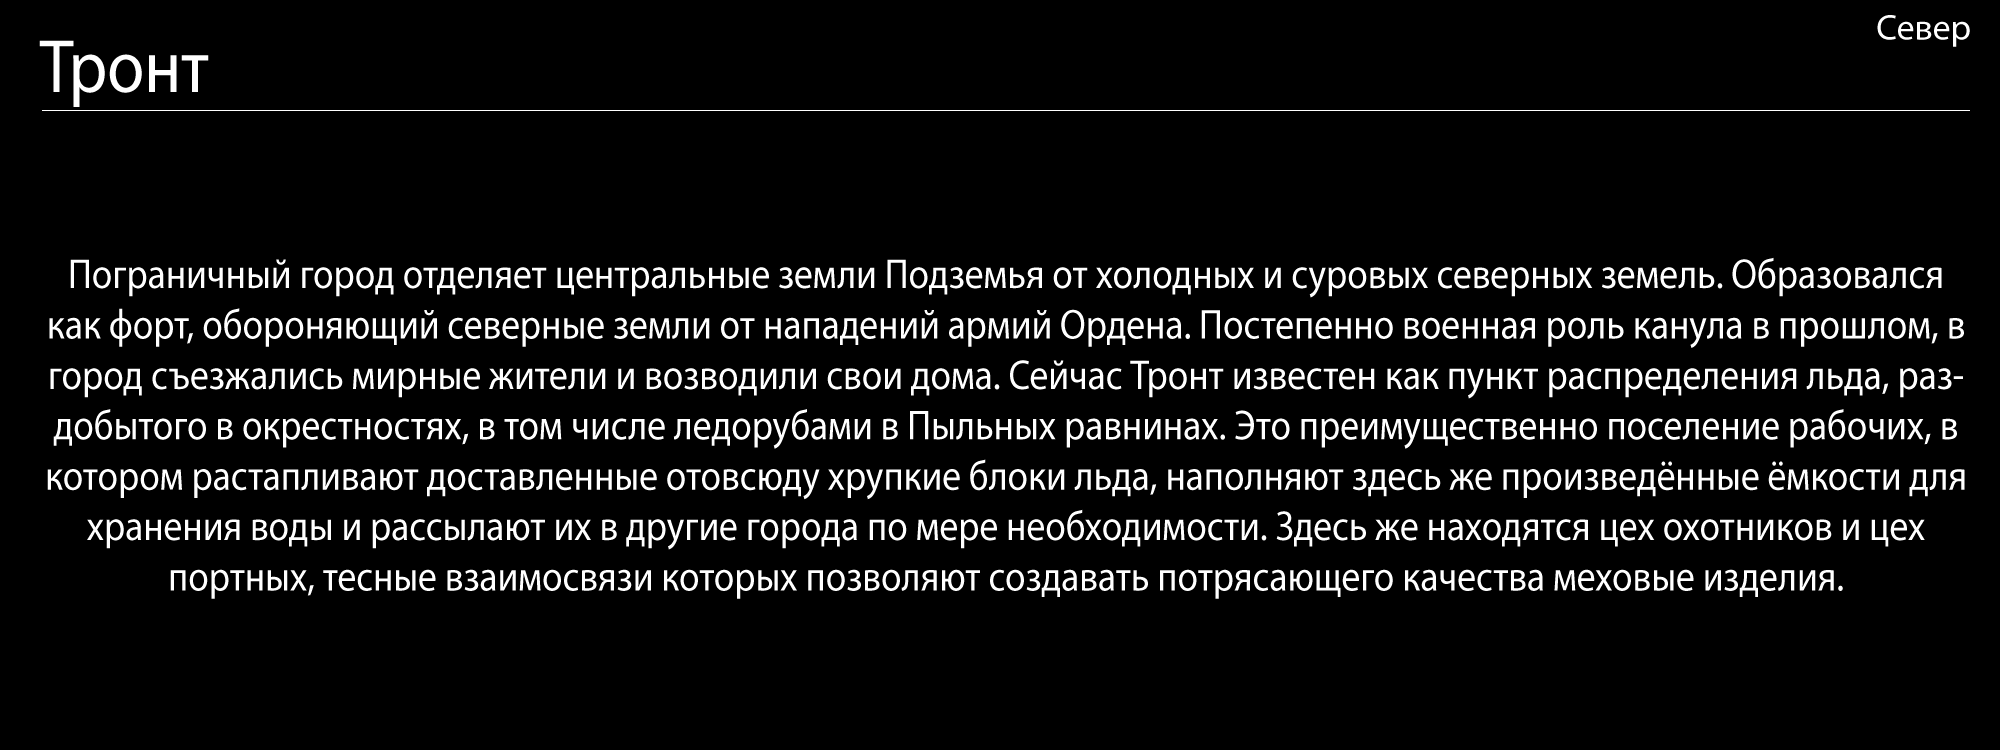 Север
Тронт
Пограничный город отделяет центральные земли Подземья от холодных и суровых северных земель. Образовался
как форт, обороняющий северные земли от нападений армий Ордена. Постепенно военная роль канула в прошлом, в
город съезжались мирные жители и возводили свои дома. Сейчас Тронт известен как пункт распределения льда, раз-
добытого в окрестностях, в том числе ледорубами в Пыльных равнинах. Это преимущественно поселение рабочих, в
котором растапливают доставленные отовсюду хрупкие блоки льда, наполняют здесь же произведённые ёмкости для
хранения воды и рассылают их в другие города по мере необходимости. Здесь же находятся цех охотников и цех
портных, тесные взаимосвязи которых позволяют создавать потрясающего качества меховые изделия.